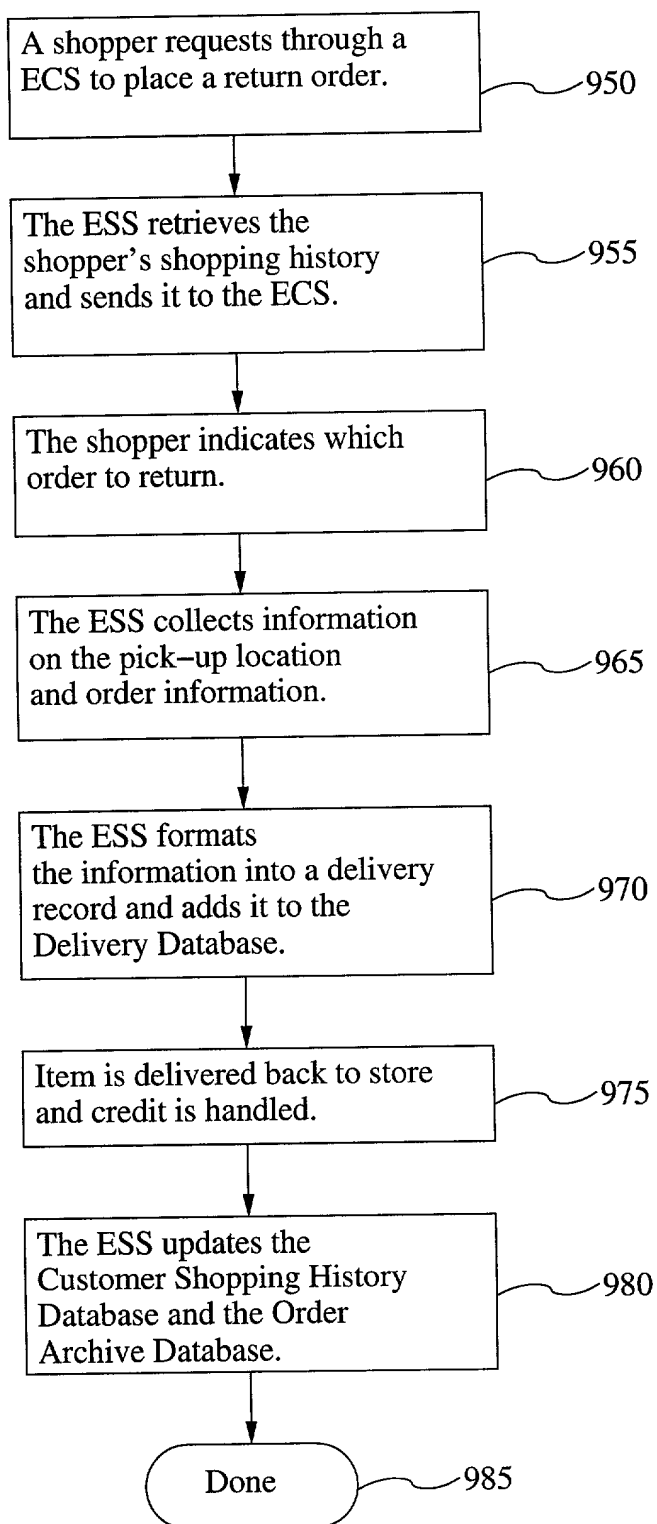 A shopper requests through a
ECS to place a return order.
950
The ESS retrieves the
shopper's shopping history
and sends it to the ECS.
955
The shopper indicates which
order to return.
960
The ESS collects information
on the pick–up location
and order information.
965
The ESS formats
the information into a delivery
record and adds it to the
Delivery Database.
970
Item is delivered back to store
and credit is handled.
975
The ESS updates the
Customer Shopping History
Database and the Order
Archive Database.
980
Done
985